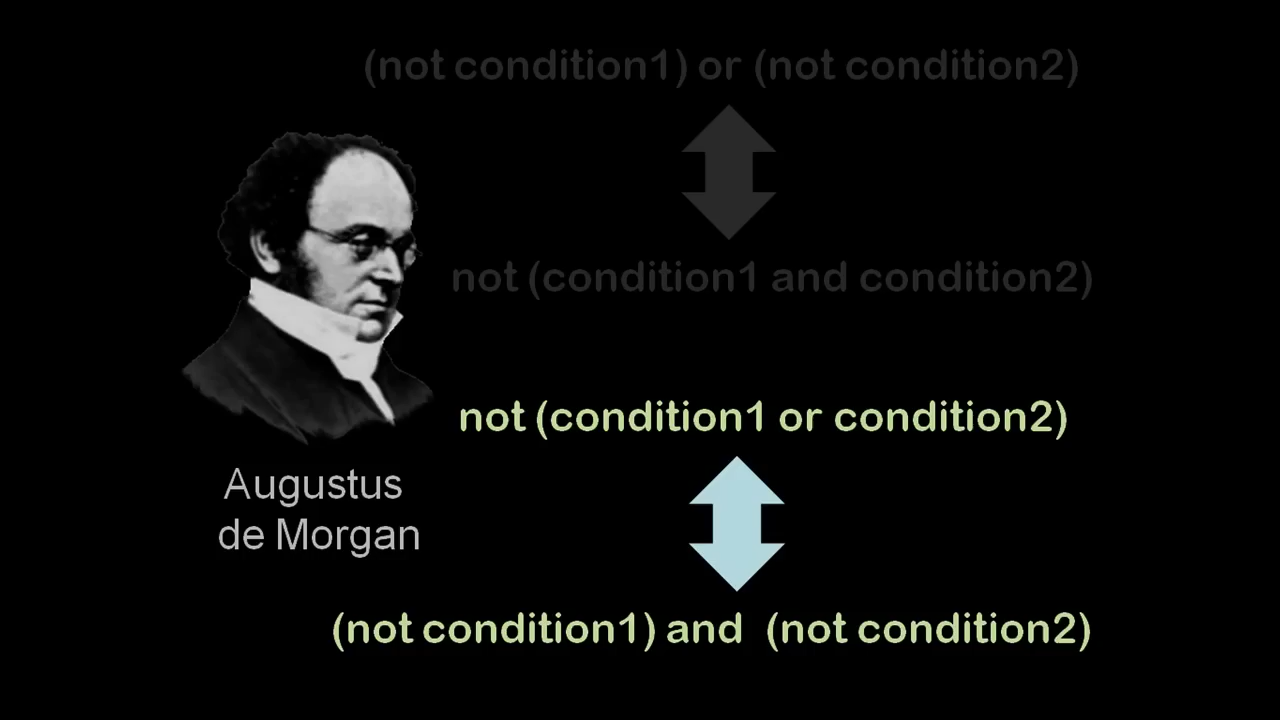 (not condition1) or (not condition2)
not (condition1 and condition2)
not (condition1 or condition2)
Augustus
de Morgan
(not condition1) and (not condition2)